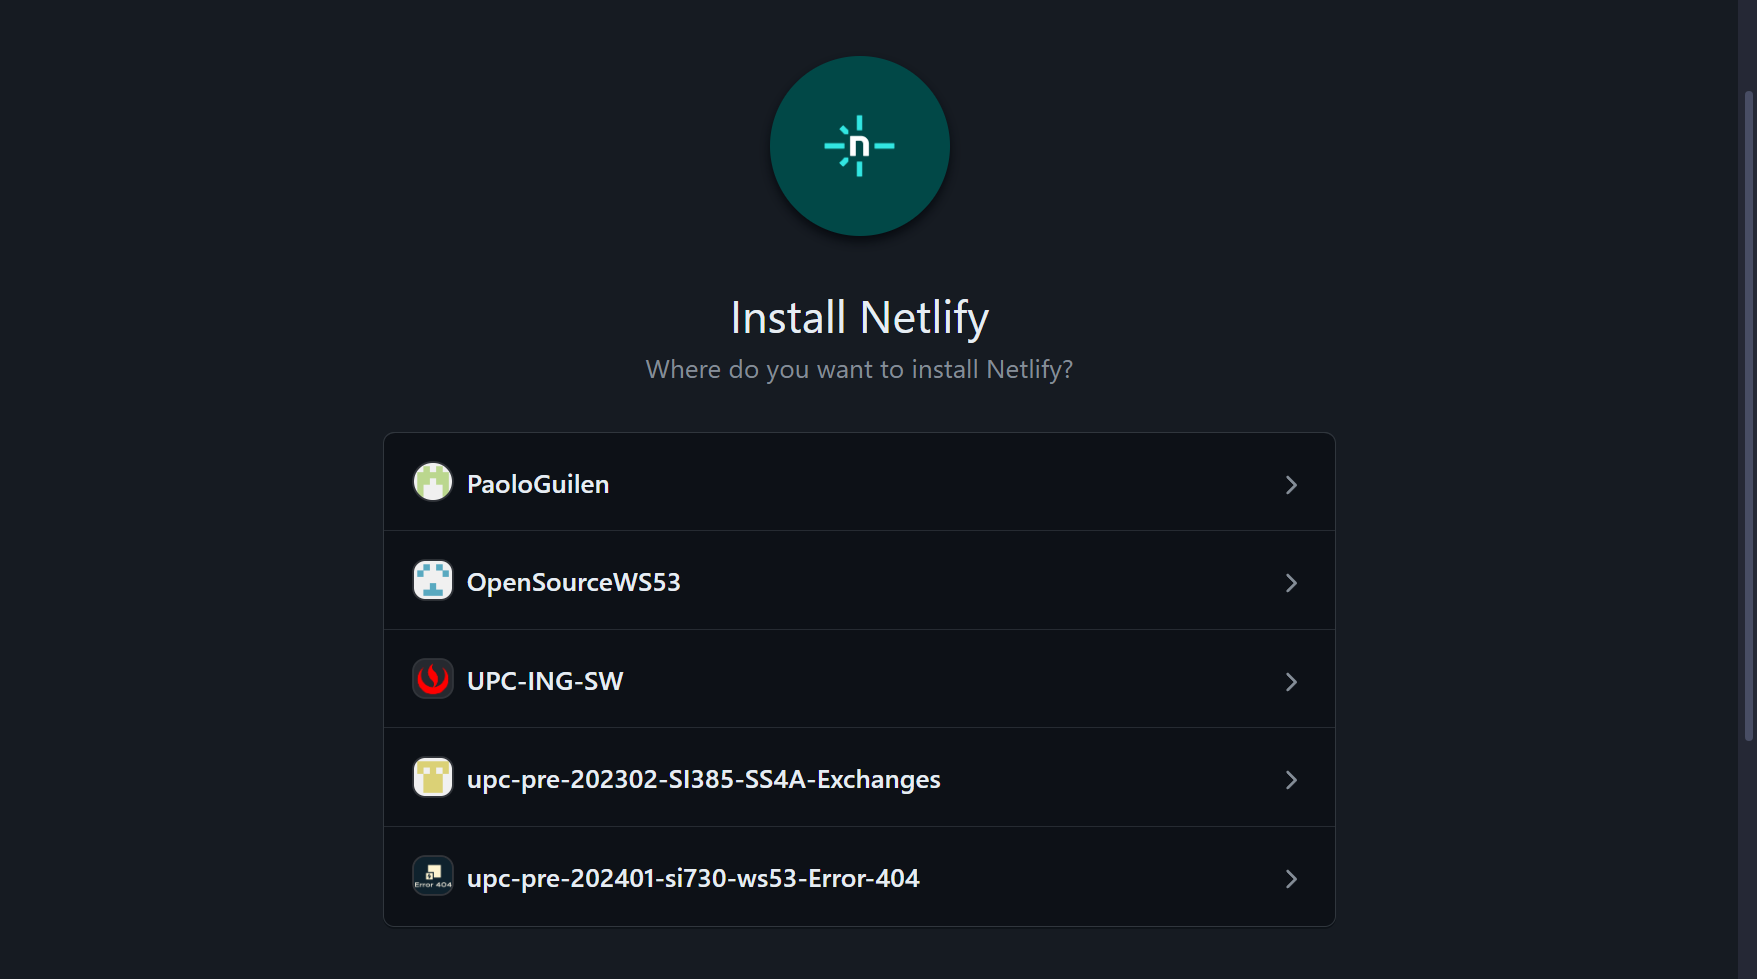 n
Install Netlify
Where do you want to install Netlify?
PaoloGuilen
OpenSourceWS53
UPC-ING-SW
upc-pre-202302-SI385-SS4A-Exchanges
Error 404
upc-pre-202401-si730-ws53-Error-404